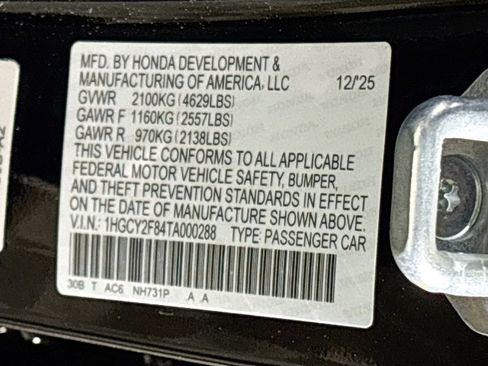 MFD. BY HONDA DEVELOPMENT &
MANUFACTURING OF AMERICA, LLC 12/'25
GVWR 2100KG (4629LBS)
GAWR F 1160KG (2557LBS)
GAWR R 970KG (2138LBS)
THIS VEHICLE CONFORMS TO ALL APPLICABLE
FEDERAL MOTOR VEHICLE SAFETY, BUMPER,
AND THEFT PREVENTION STANDARDS IN EFFECT
ON THE DATE OF MANUFACTURE SHOWN ABOVE.
V.I.N.: 1HGCY2F84TA000288 TYPE: PASSENGER CAR
30B T AC6 NH731P A A